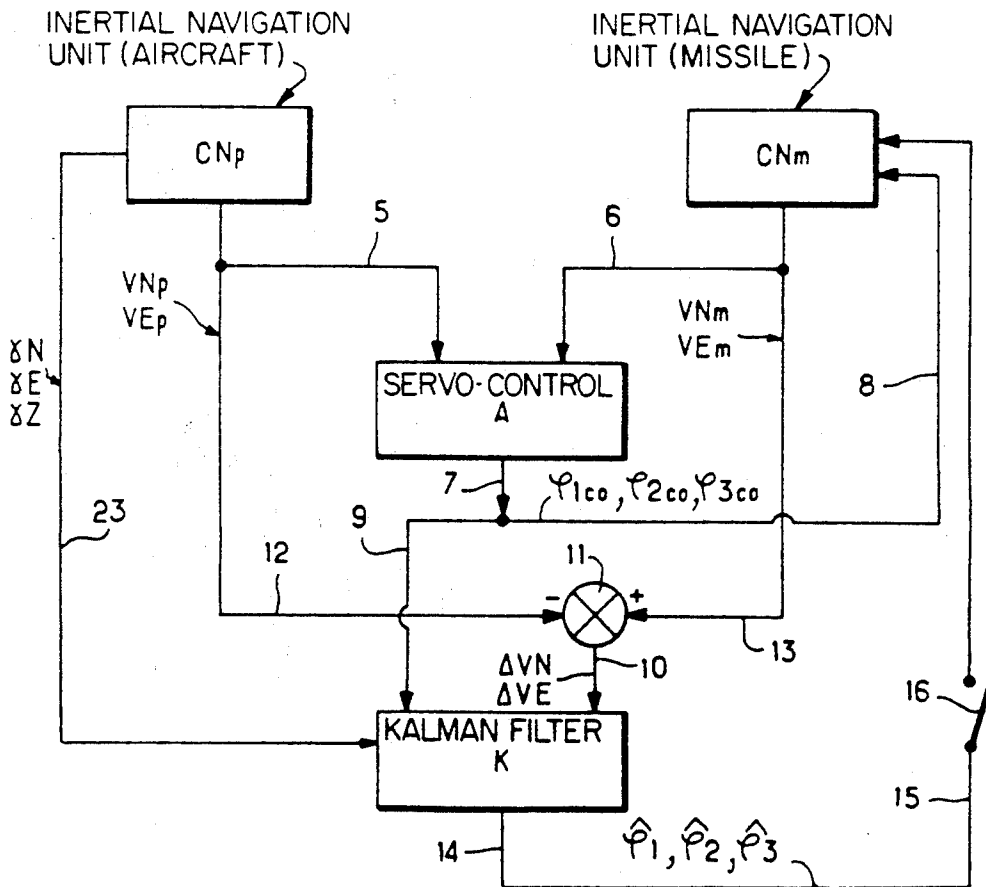 INERTIAL NAVIGATION
UNIT (AIRCRAFT)
INERTIAL NAVIGATION
UNIT (MISSILE)
CNp
CNm
5
6
VNp
VEp
VNm
VEm
γN
γE
γZ
8
SERVO-CONTROL
A
7
φ1co, φ2co, φ3co
23
9
12
11
-
+
13
10
ΔVN
ΔVE
16
KALMAN FILTER
K
15
14
φ̂1, φ̂2, φ̂3